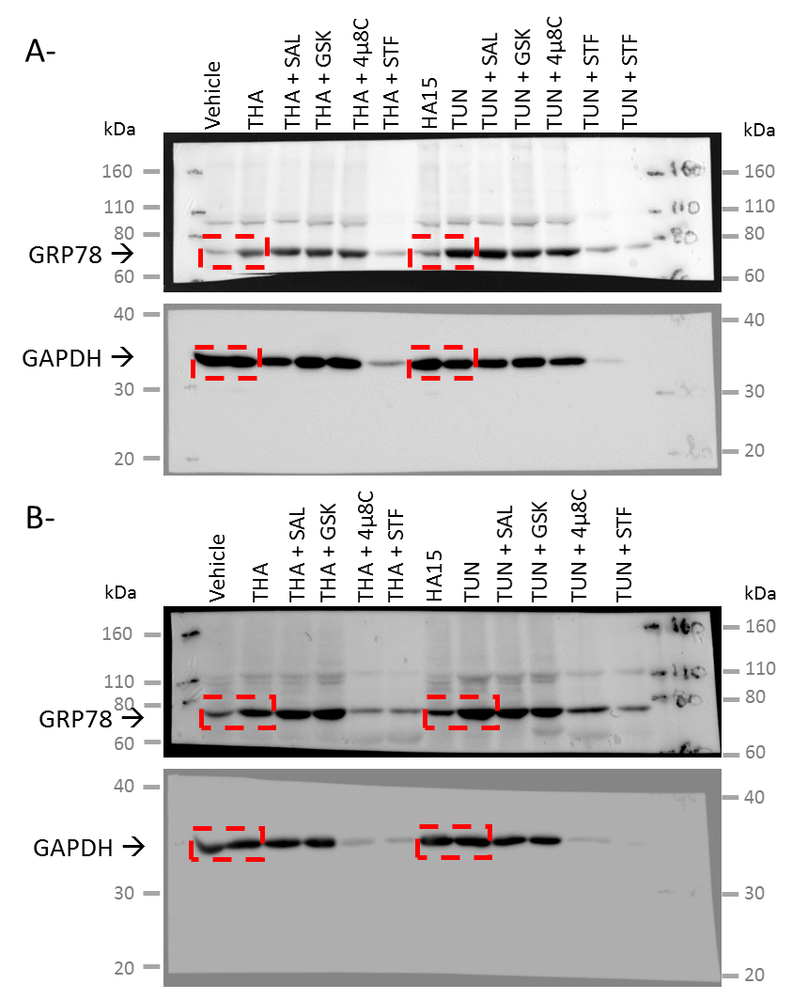 A-
Vehicle
THA
THA + SAL
THA + GSK
THA + 4µ8C
THA + STF
HA15
TUN
TUN + SAL
TUN + GSK
TUN + 4µ8C
TUN + STF
TUN + STF
kDa
kDa
160
160
160
110
110
110
80
80
80
GRP78 →
60
60
40
40
GAPDH →
30
30
30
20
20
B-
Vehicle
THA
THA + SAL
THA + GSK
THA + 4µ8C
THA + STF
HA15
TUN
TUN + SAL
TUN + GSK
TUN + 4µ8C
TUN + STF
kDa
kDa
160
160
160
110
110
110
80
80
80
GRP78 →
60
60
40
40
GAPDH →
30
30
20
20